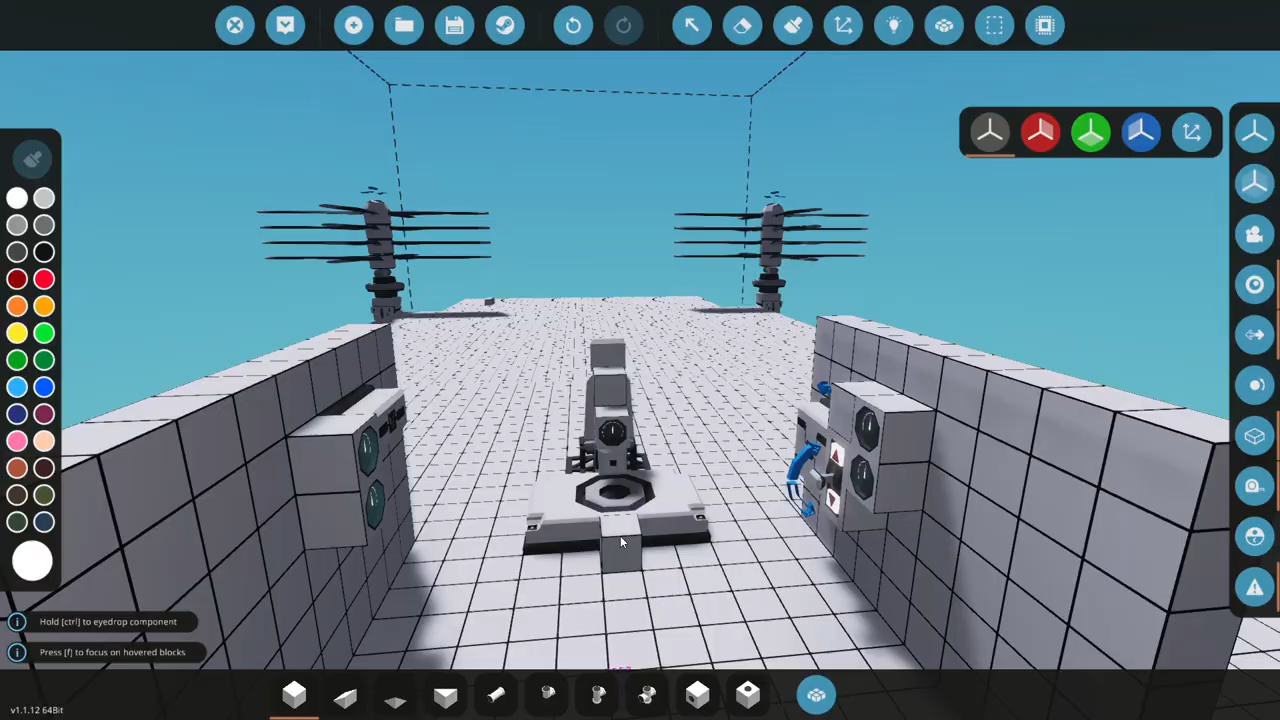 Hold [ctrl] to eyedrop component
Press [f] to focus on hovered blocks
v1.1.12 64Bit